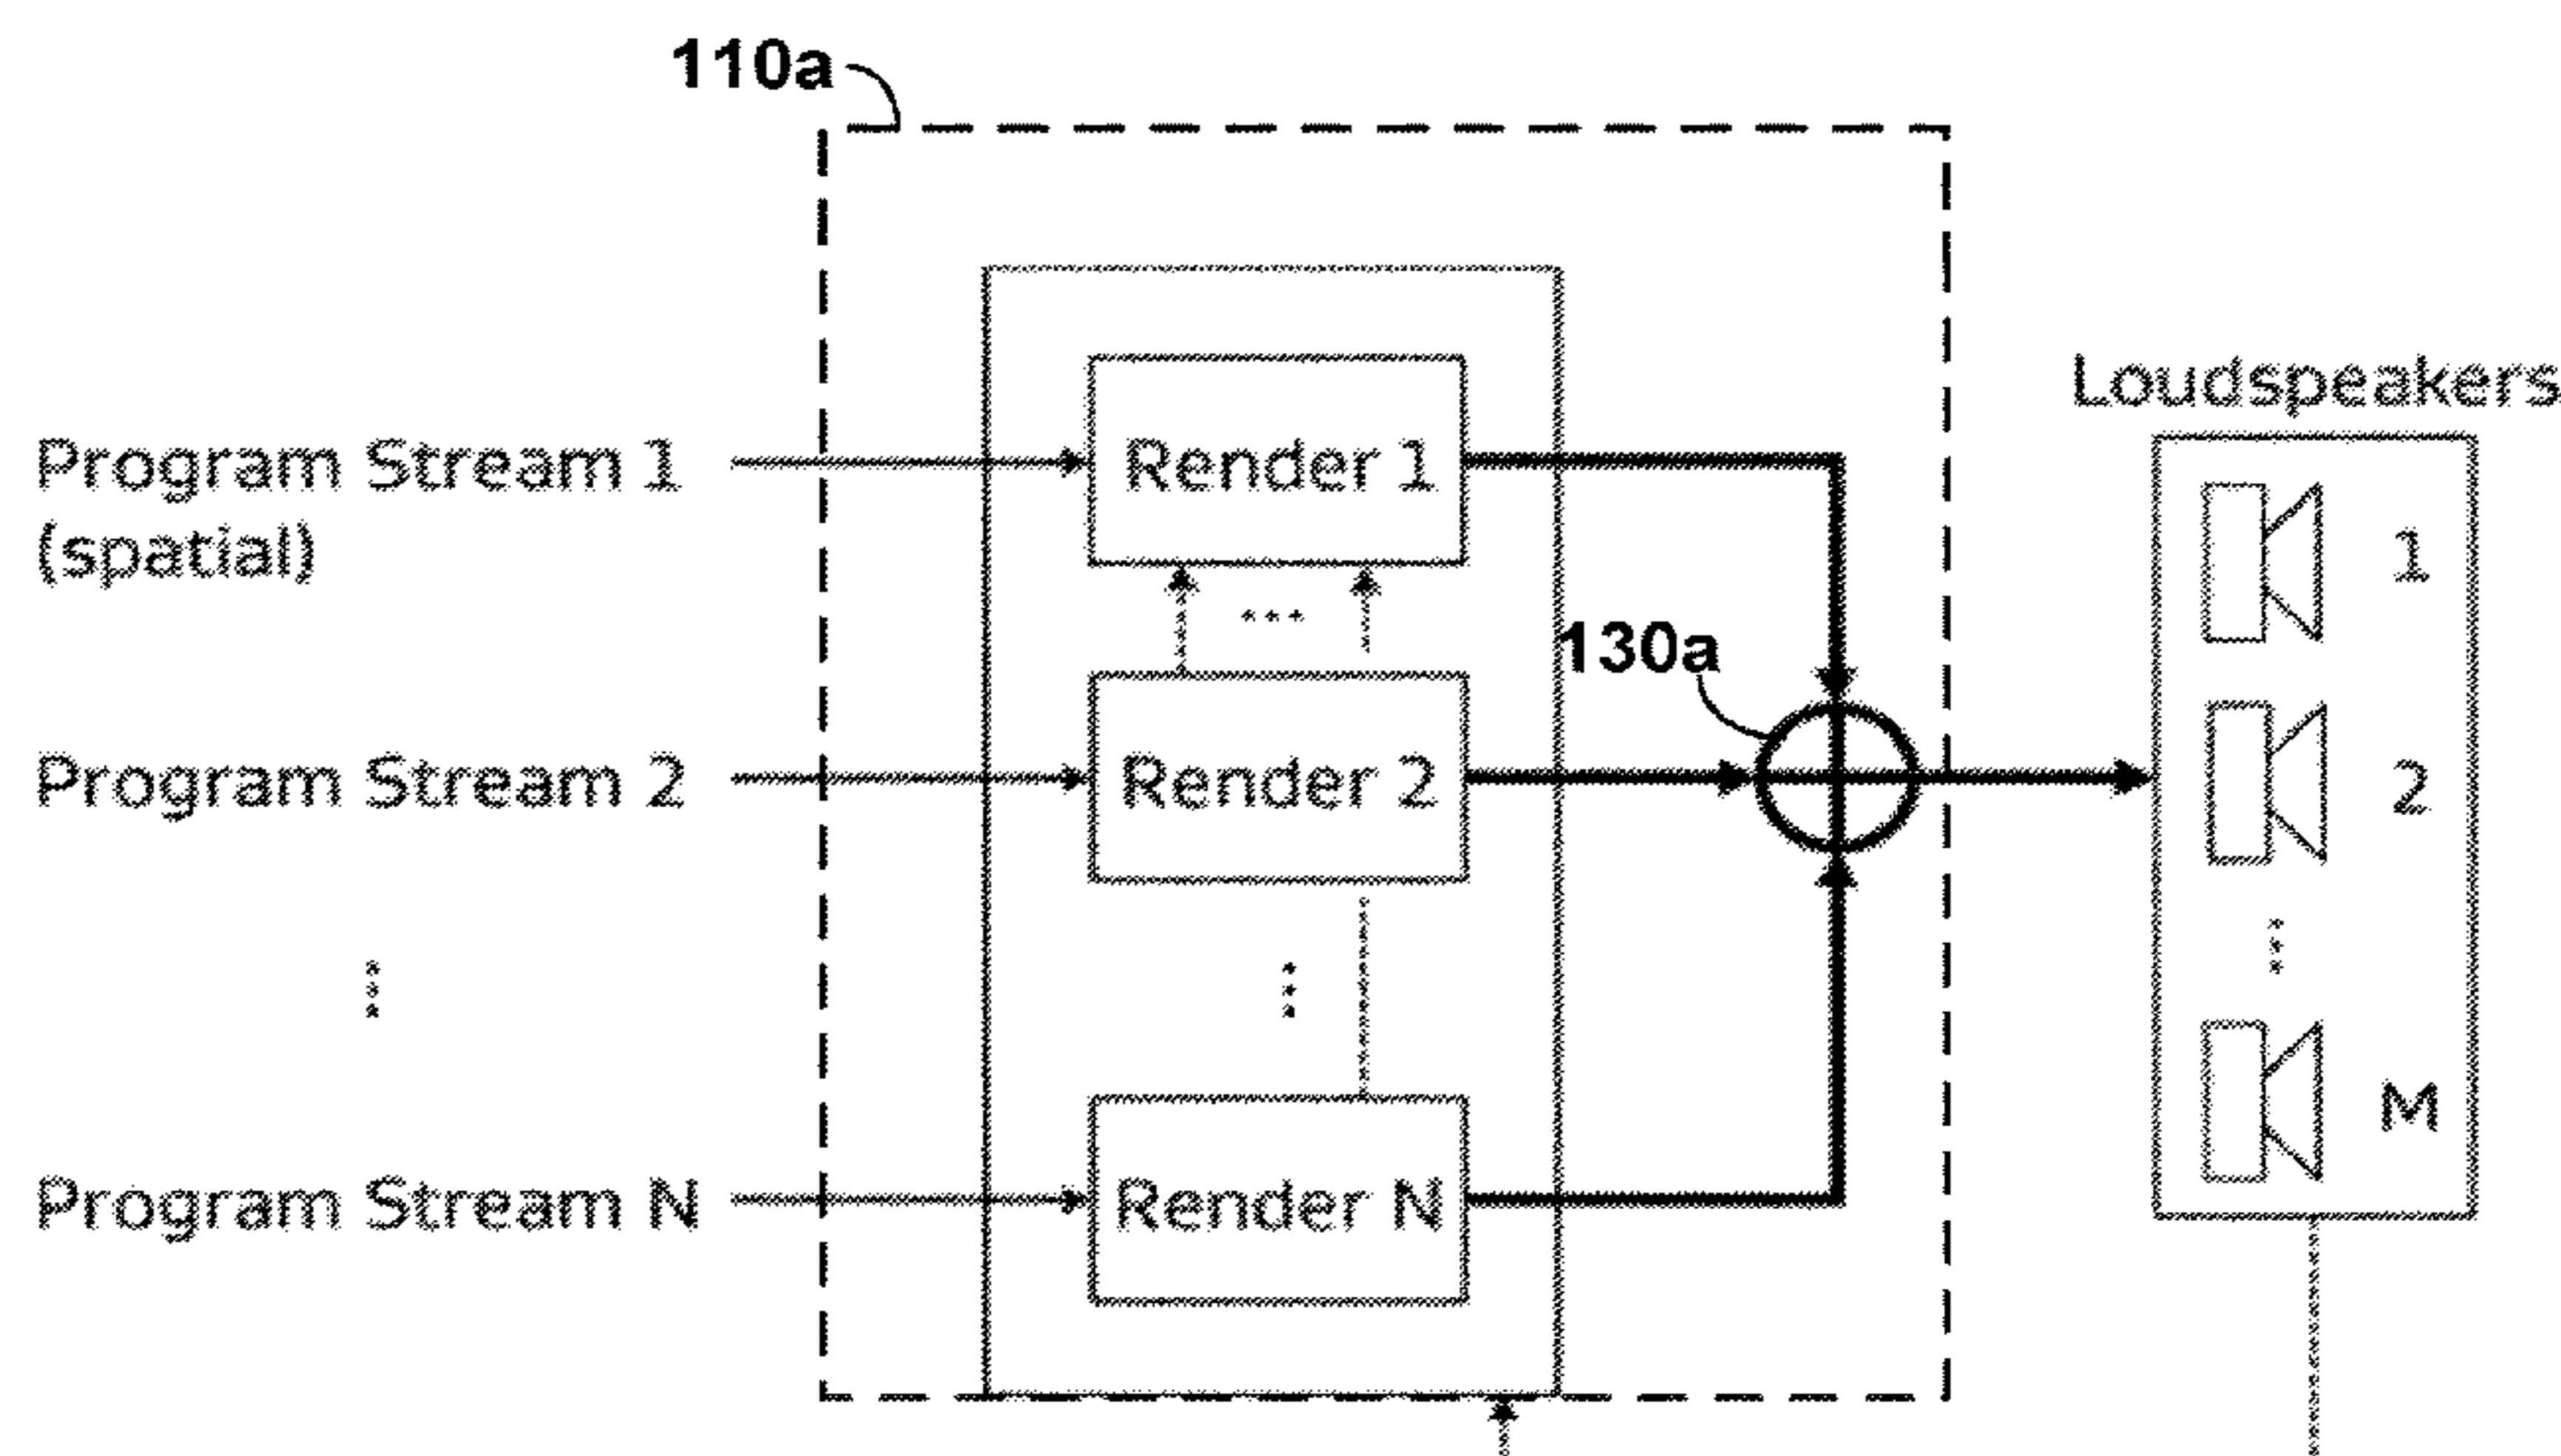 110a
Loudspeakers
Program Stream 1
(spatial)
Render 1
1
130a
Program Stream 2
Render 2
2
...
Program Stream N
Render N
M